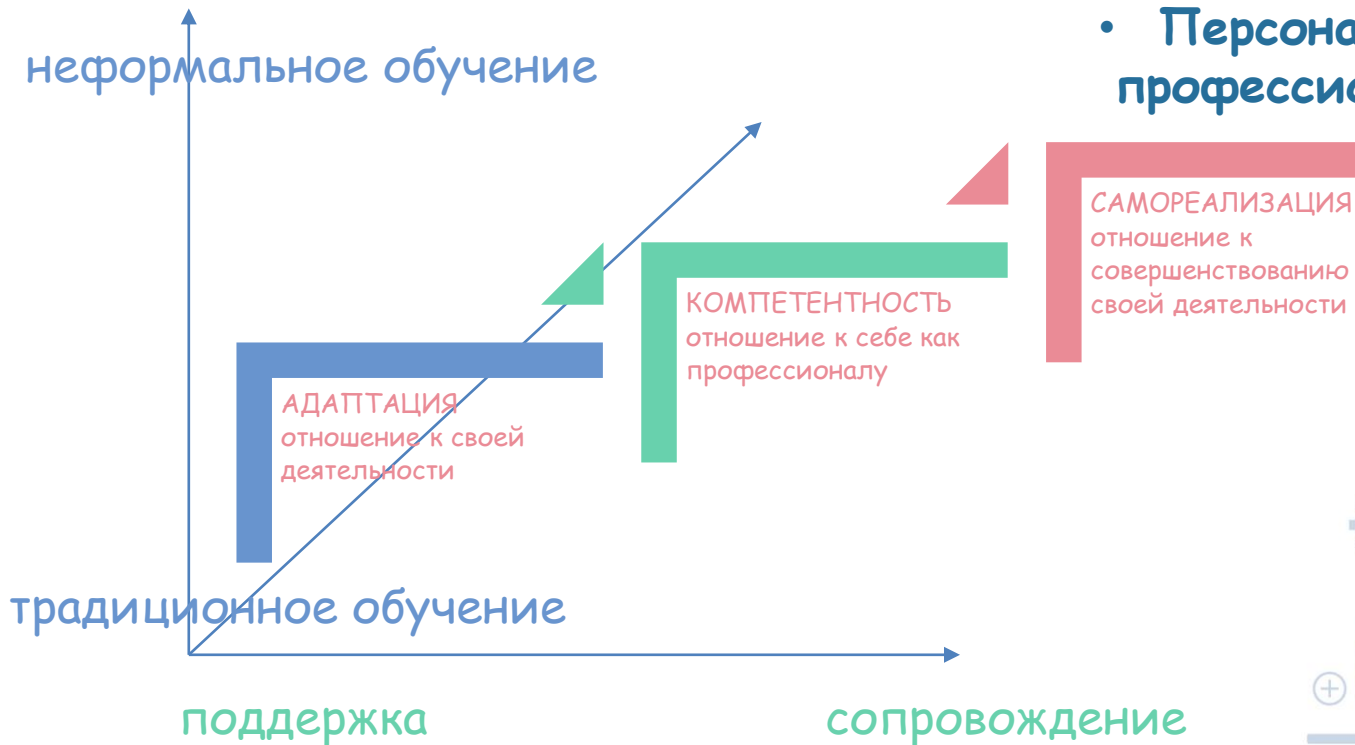 неформальное обучение
• Персона
профессио
САМОРЕАЛИЗАЦИЯ
отношение к
совершенствованию
своей деятельности
КОМПЕТЕНТНОСТЬ
отношение к себе как
профессионалу
АДАПТАЦИЯ
отношение к своей
деятельности
традиционное обучение
поддержка
сопровождение